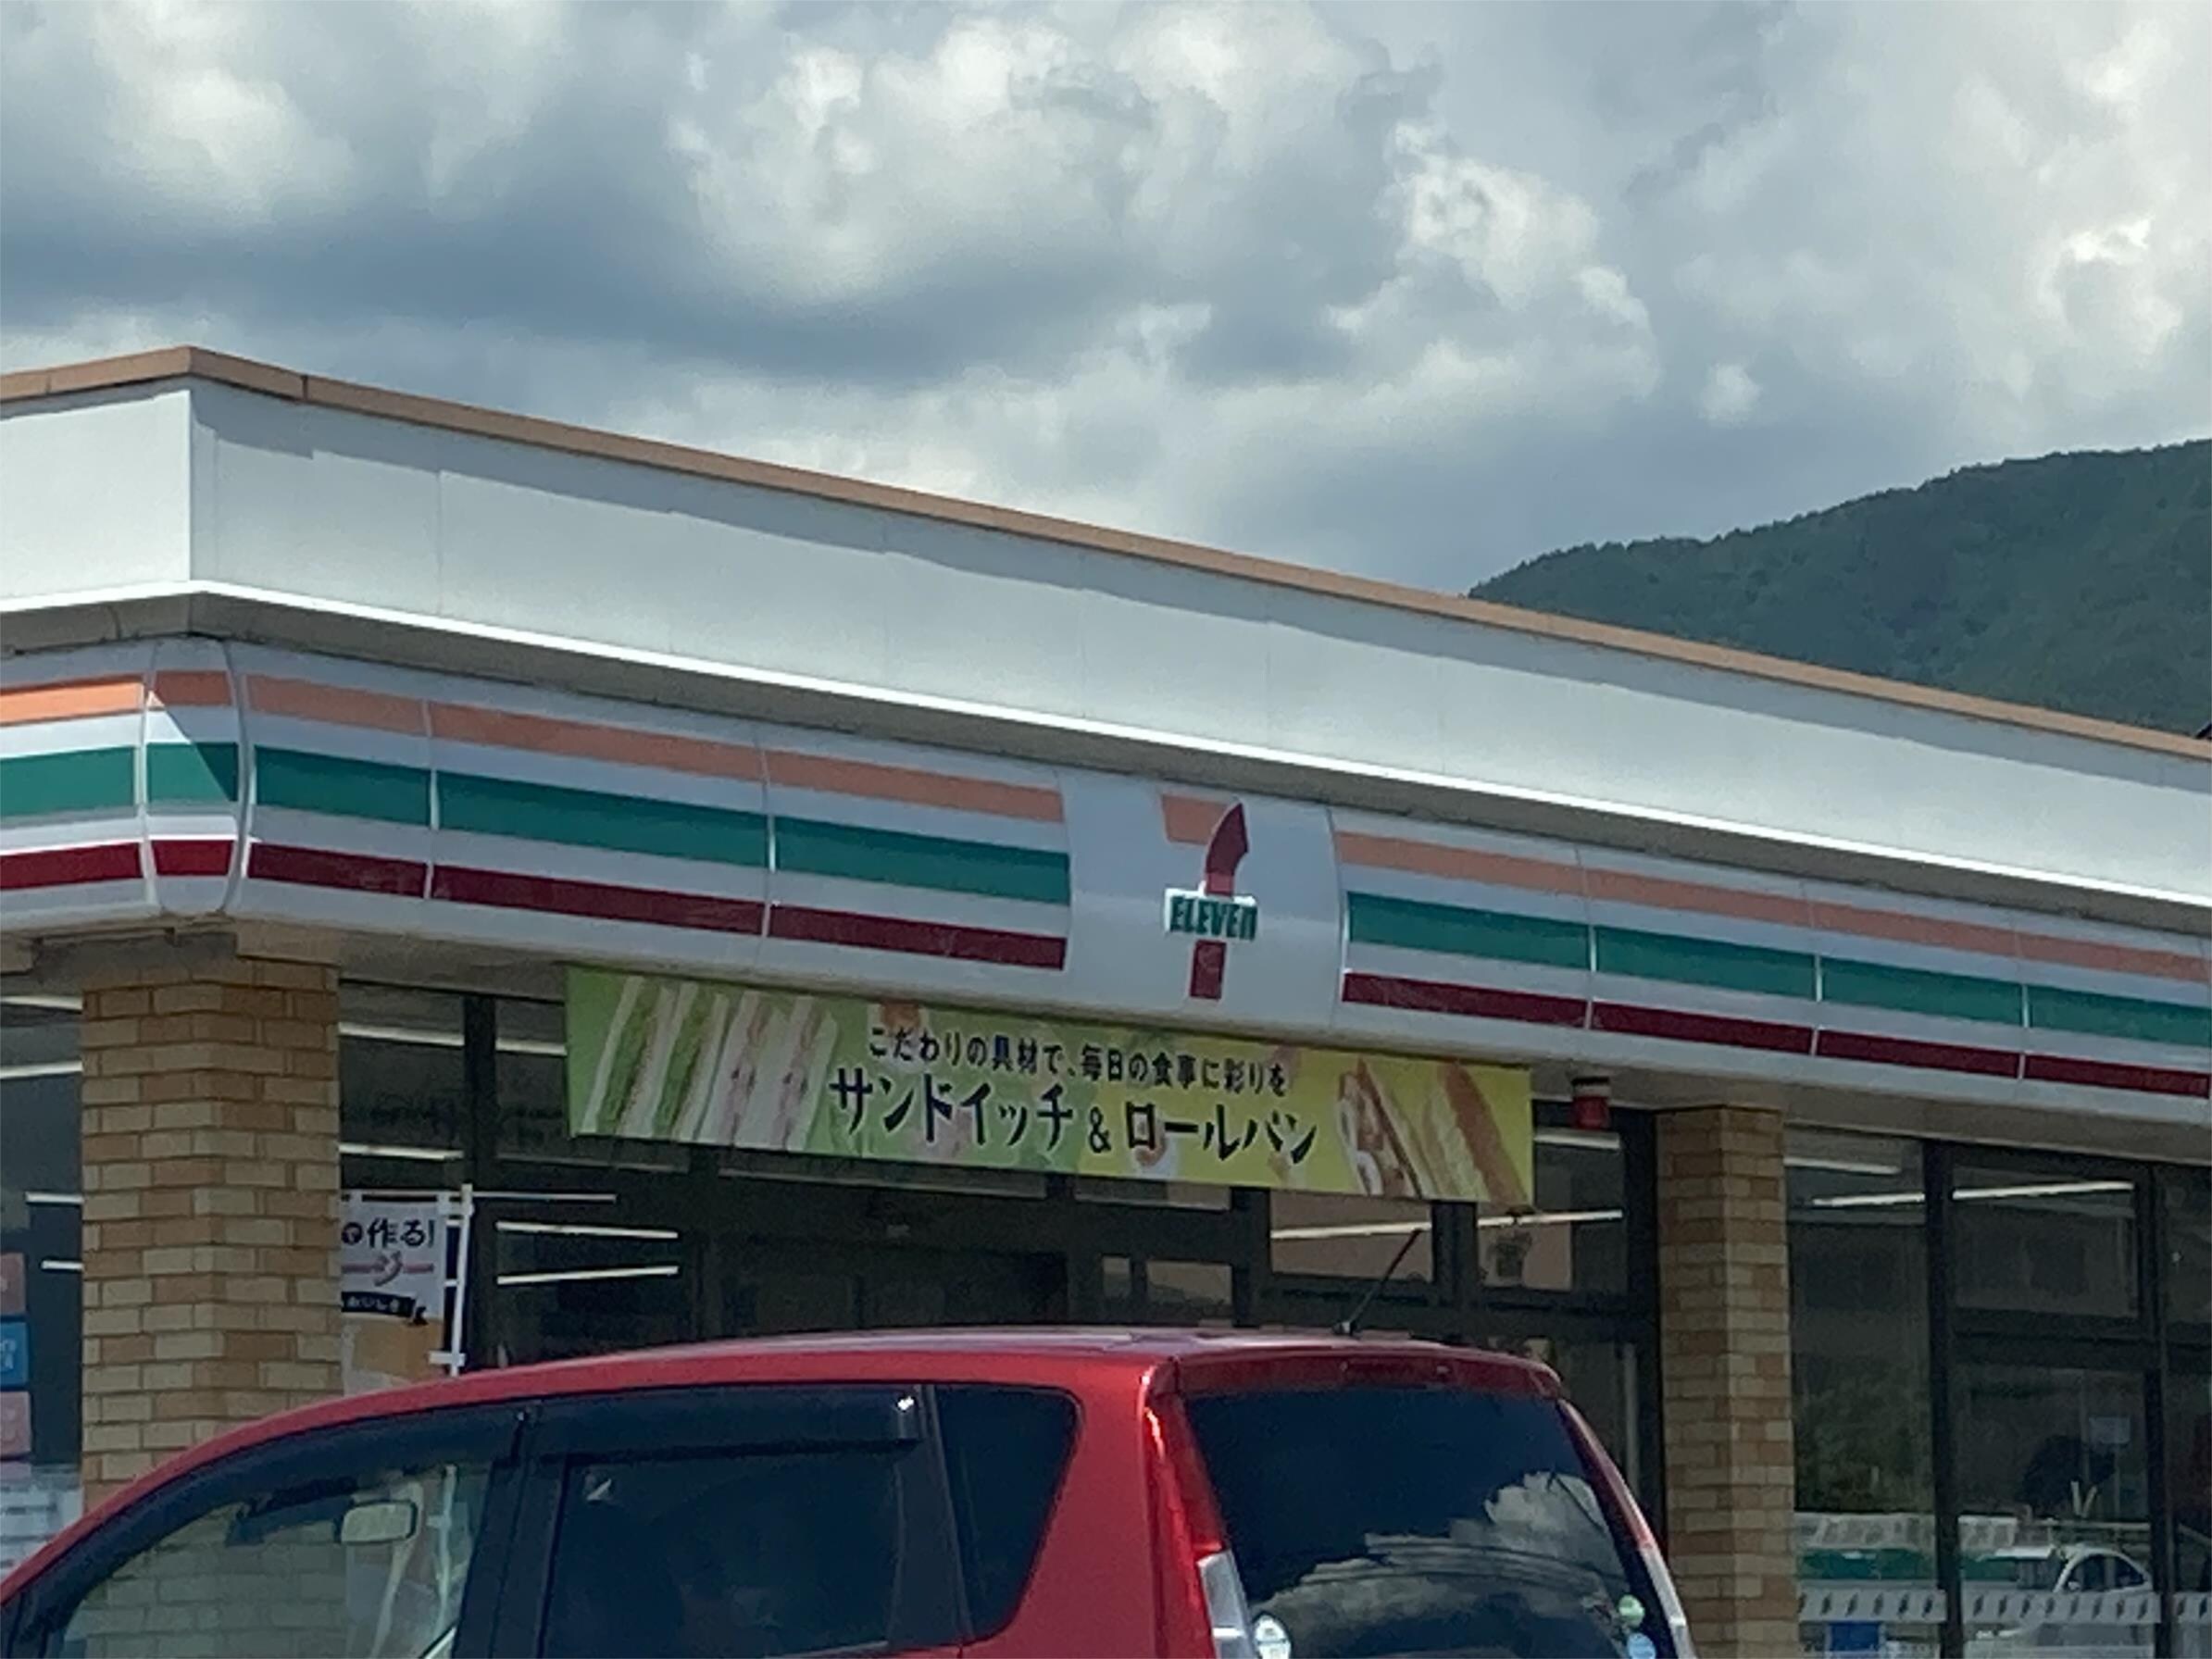 7
ELEVEn
こだわりの具材で、毎日の食事に彩りを
サンドイッチ & ロールパン
作る!